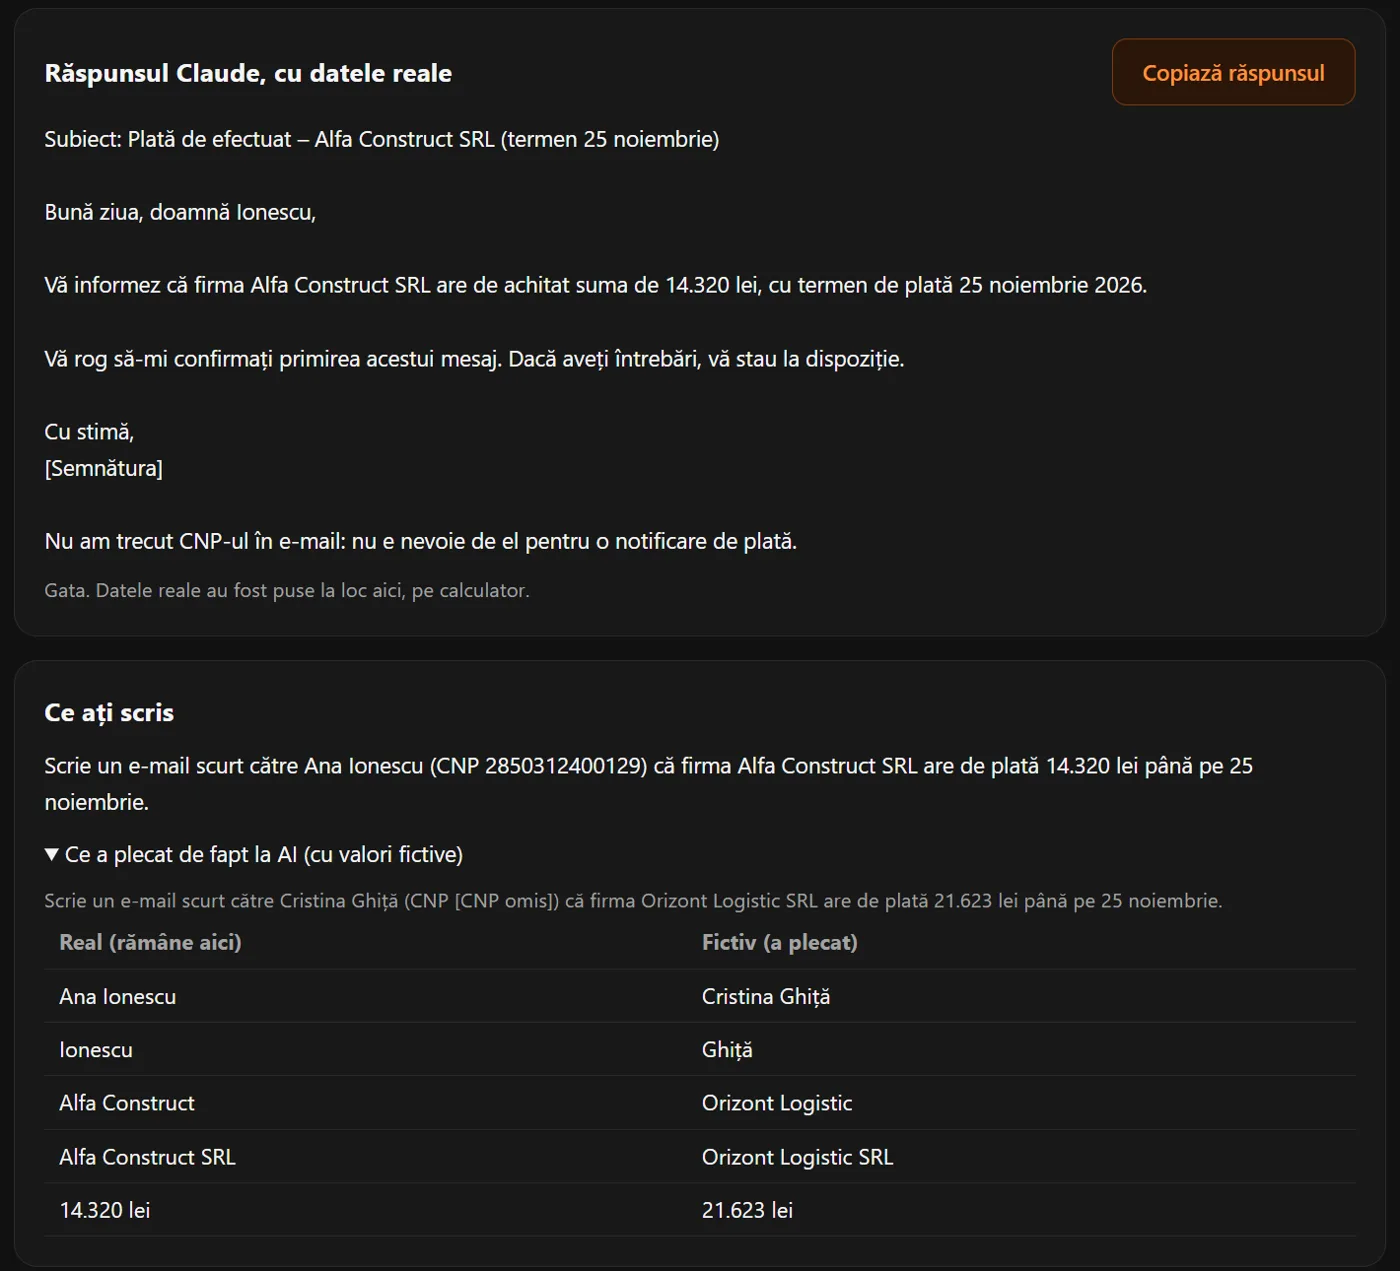 Răspunsul Claude, cu datele reale
Copiază răspunsul
Subiect: Plată de efectuat – Alfa Construct SRL (termen 25 noiembrie)
Bună ziua, doamnă Ionescu,
Vă informez că firma Alfa Construct SRL are de achitat suma de 14.320 lei, cu termen de plată 25 noiembrie 2026.
Vă rog să-mi confirmați primirea acestui mesaj. Dacă aveți întrebări, vă stau la dispoziție.
Cu stimă,
[Semnătura]
Nu am trecut CNP-ul în e-mail: nu e nevoie de el pentru o notificare de plată.
Gata. Datele reale au fost puse la loc aici, pe calculator.
Ce ați scris
Scrie un e-mail scurt către Ana Ionescu (CNP 2850312400129) că firma Alfa Construct SRL are de plată 14.320 lei până pe 25
noiembrie.
▼ Ce a plecat de fapt la AI (cu valori fictive)
Scrie un e-mail scurt către Cristina Ghiță (CNP [CNP omis]) că firma Orizont Logistic SRL are de plată 21.623 lei până pe 25 noiembrie.
Real (rămâne aici) Fictiv (a plecat)
Ana Ionescu Cristina Ghiță
Ionescu Ghiță
Alfa Construct Orizont Logistic
Alfa Construct SRL Orizont Logistic SRL
14.320 lei 21.623 lei